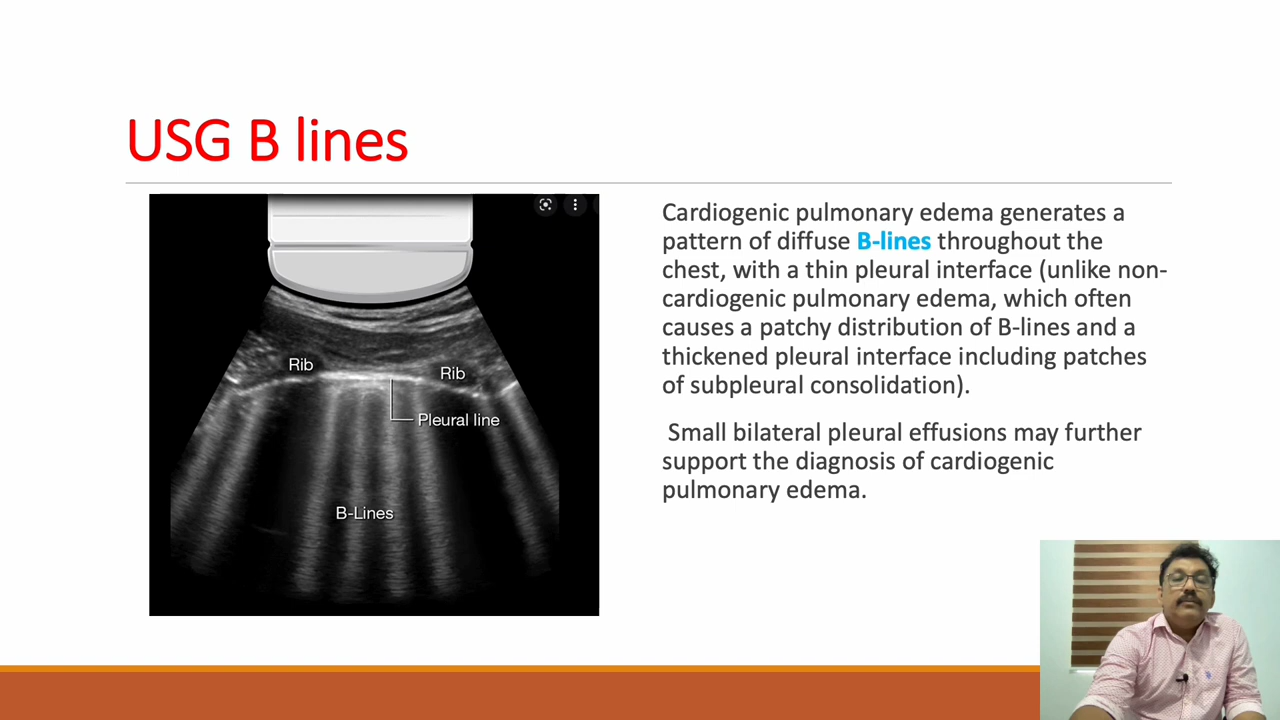 USG B lines
Rib
Rib
Pleural line
B-Lines
Cardiogenic pulmonary edema generates a
pattern of diffuse B-lines throughout the
chest, with a thin pleural interface (unlike non-
cardiogenic pulmonary edema, which often
causes a patchy distribution of B-lines and a
thickened pleural interface including patches
of subpleural consolidation).
Small bilateral pleural effusions may further
support the diagnosis of cardiogenic
pulmonary edema.